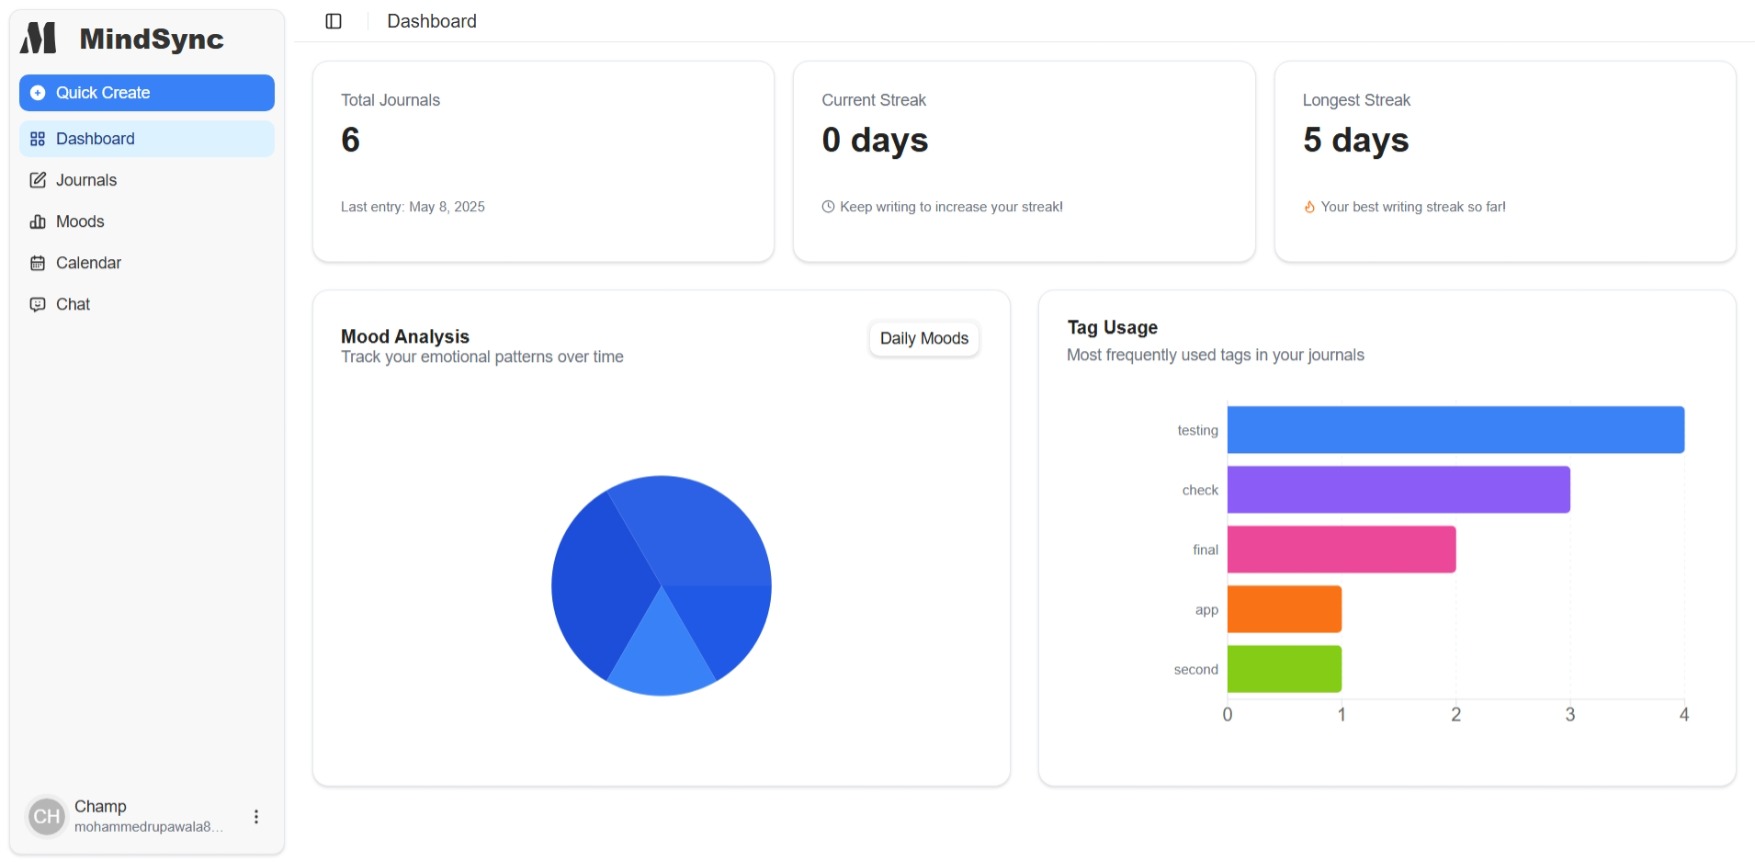 MindSync
Quick Create
Dashboard
Journals
Moods
Calendar
Chat
CH
Champ
mohammedrupawala8...
Dashboard
Total Journals
6
Last entry: May 8, 2025
Current Streak
0 days
Keep writing to increase your streak!
Longest Streak
5 days
Your best writing streak so far!
Mood Analysis
Track your emotional patterns over time
Daily Moods
Tag Usage
Most frequently used tags in your journals
testing
check
final
app
second
0 1 2 3 4